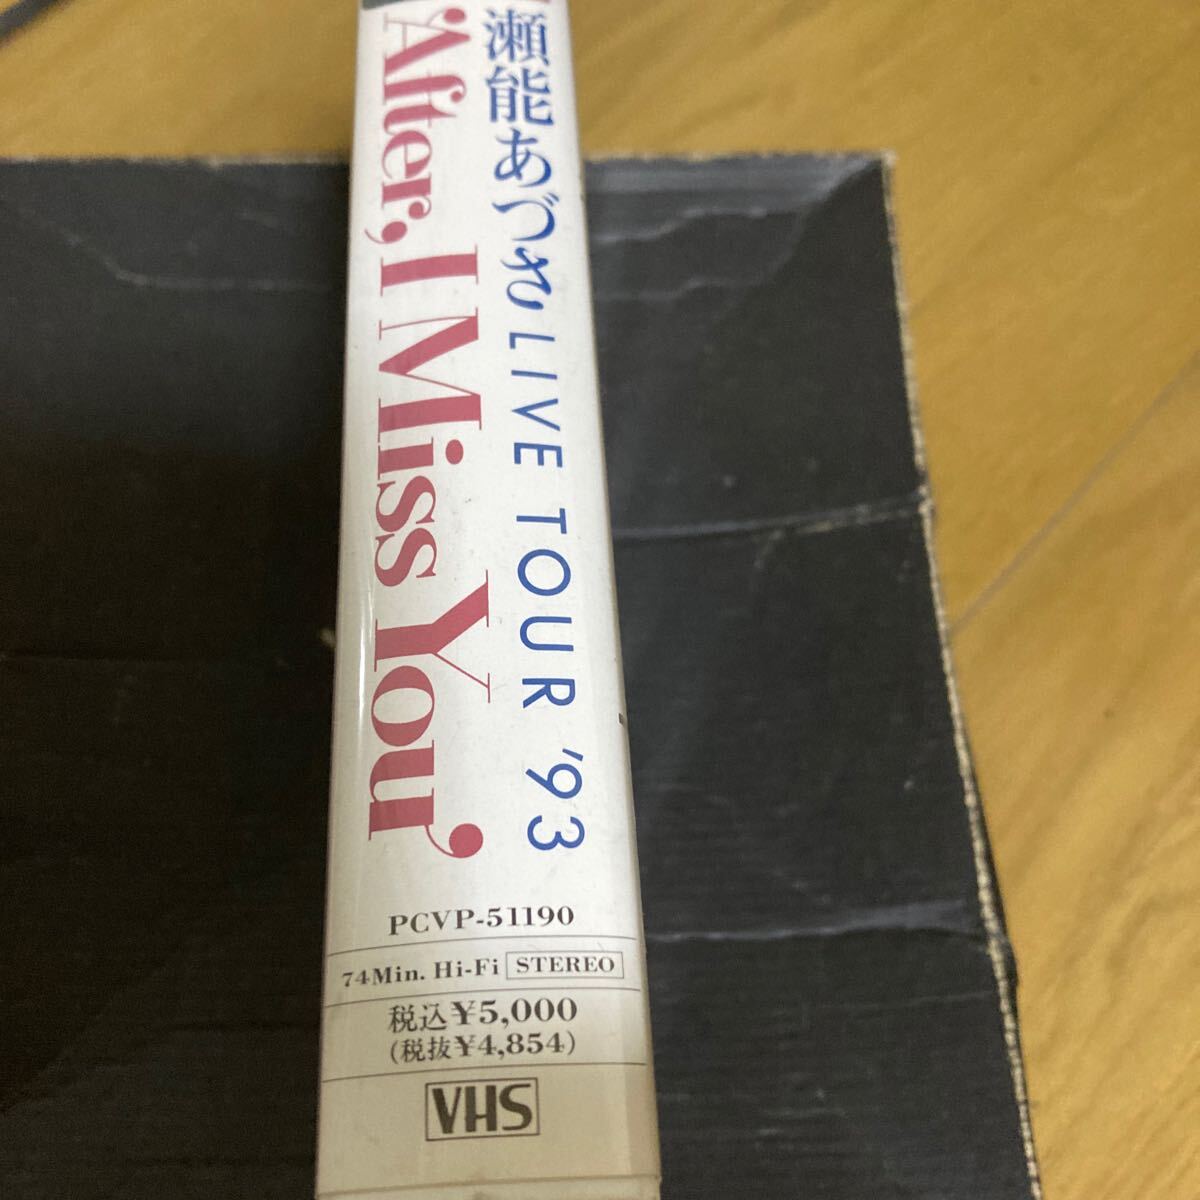 瀬能あづさ LIVE TOUR '93
'After, I Miss You'
PCVP-51190
74Min. Hi-Fi STEREO
税込¥5,000
(税抜¥4,854)
VHS